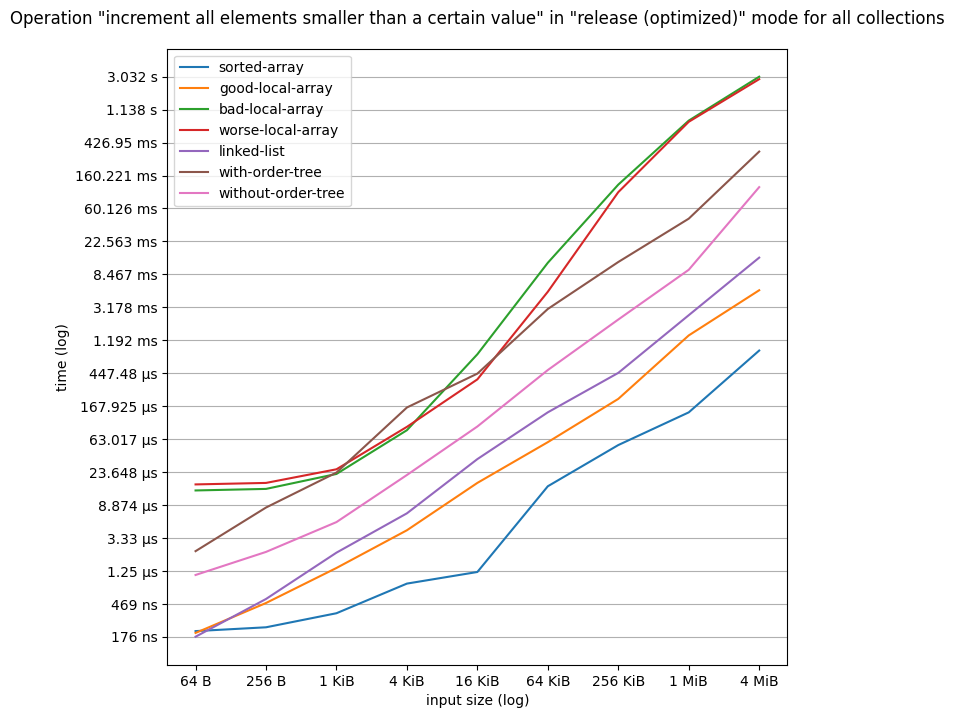 Operation "increment all elements smaller than a certain value" in "release (optimized)" mode for all collections
sorted-array
good-local-array
bad-local-array
worse-local-array
linked-list
with-order-tree
without-order-tree
3.032 s
1.138 s
426.95 ms
160.221 ms
60.126 ms
22.563 ms
8.467 ms
3.178 ms
1.192 ms
447.48 µs
167.925 µs
63.017 µs
23.648 µs
8.874 µs
3.33 µs
1.25 µs
469 ns
176 ns
time (log)
64 B 256 B 1 KiB 4 KiB 16 KiB 64 KiB 256 KiB 1 MiB 4 MiB
input size (log)